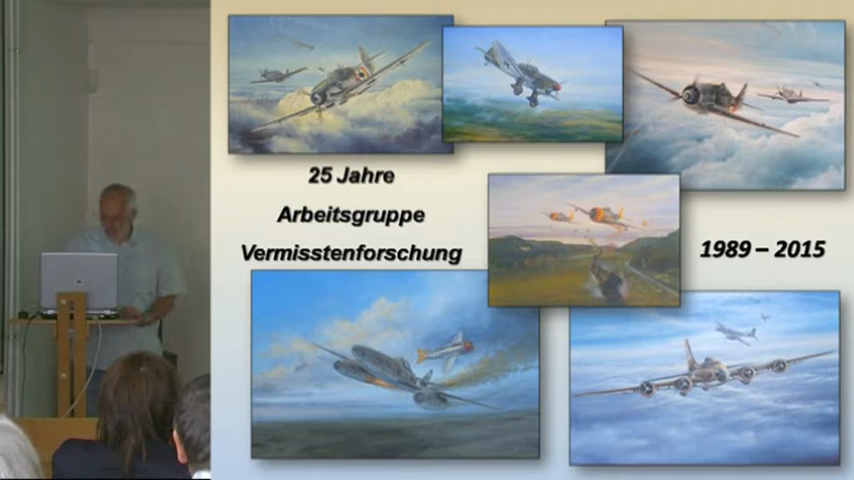 25 Jahre
Arbeitsgruppe
Vermisstenforschung
1989 – 2015